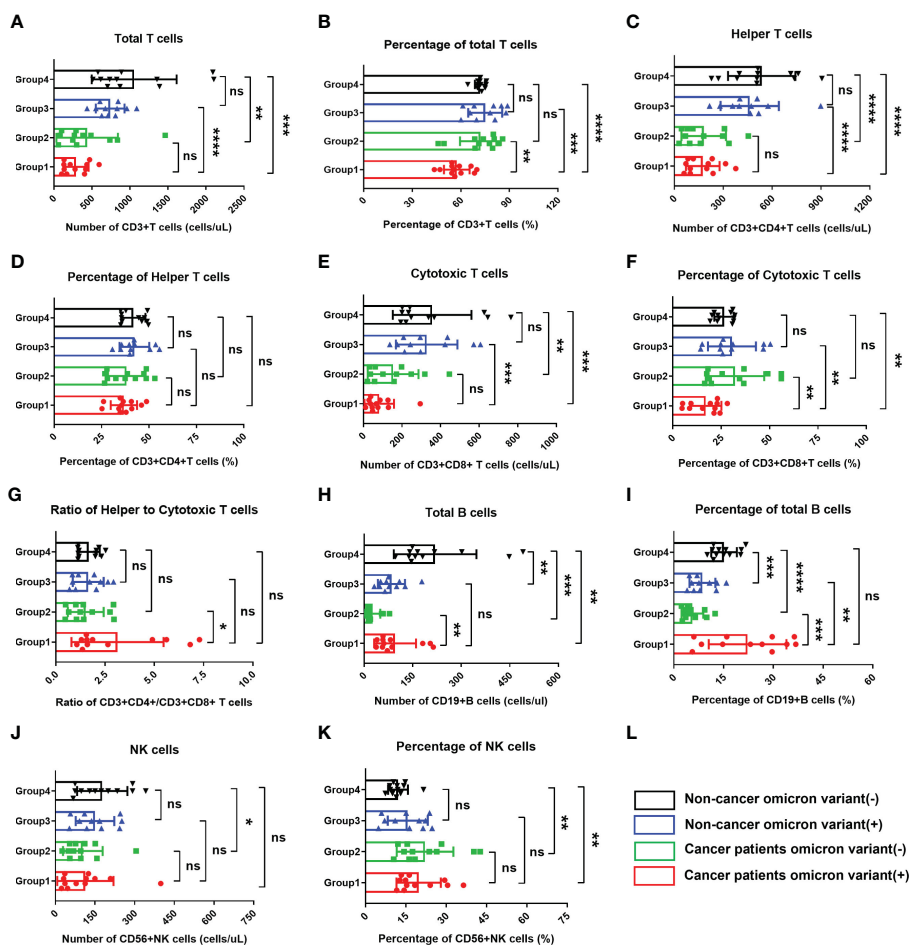 A
Total T cells
Group4
Group3
Group2
Group1
ns
**
****
****
ns
0 500 1000 1500 2000 2500
Number of CD3+T cells (cells/uL)
B
Percentage of total T cells
Group4
Group3
Group2
Group1
ns
ns
**
***
****
0 30 60 90 120
Percentage of CD3+T cells (%)
C
Helper T cells
Group4
Group3
Group2
Group1
ns
ns
****
****
****
0 300 600 900 1200
Number of CD3+CD4+T cells (cells/uL)
D
Percentage of Helper T cells
Group4
Group3
Group2
Group1
ns
ns
ns
ns
ns
0 25 50 75 100
Percentage of CD3+CD4+T cells (%)
E
Cytotoxic T cells
Group4
Group3
Group2
Group1
ns
**
***
***
ns
0 200 400 600 800 1000
Number of CD3+CD8+ T cells (cells/uL)
F
Percentage of Cytotoxic T cells
Group4
Group3
Group2
Group1
ns
ns
**
**
**
0 25 50 75 100
Percentage of CD3+CD8+T cells (%)
G
Ratio of Helper to Cytotoxic T cells
Group4
Group3
Group2
Group1
ns
ns
ns
ns
*
0.0 2.5 5.0 7.5 10.0
Ratio of CD3+CD4+/CD3+CD8+ T cells
H
Total B cells
Group4
Group3
Group2
Group1
**
***
**
ns
**
0 150 300 450 600
Number of CD19+B cells (cells/ul)
I
Percentage of total B cells
Group4
Group3
Group2
Group1
***
****
ns
**
***
0 15 30 45 60
Percentage of CD19+B cells (%)
J
NK cells
Group4
Group3
Group2
Group1
ns
*
ns
ns
ns
0 150 300 450 600 750
Number of CD56+NK cells (cells/uL)
K
Percentage of NK cells
Group4
Group3
Group2
Group1
ns
**
**
ns
ns
0 15 30 45 60 75
Percentage of CD56+NK cells (%)
L
Non-cancer omicron variant(-)
Non-cancer omicron variant(+)
Cancer patients omicron variant(-)
Cancer patients omicron variant(+)